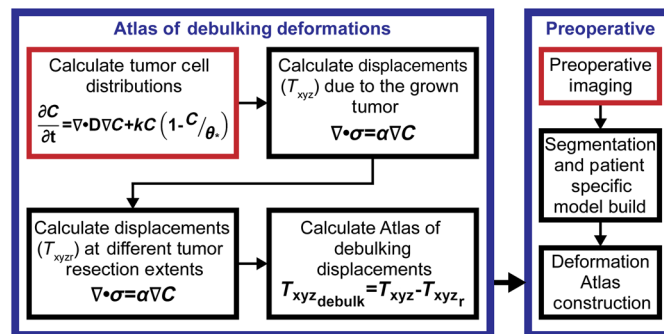 Atlas of debulking deformations
Calculate tumor cell
distributions
∂C/∂t=∇•D∇C+kC(1-C/θ*)
Calculate displacements
(Txyz) due to the grown
tumor
∇•σ=α∇C
Calculate displacements
(Txyzr) at different tumor
resection extents
∇•σ=α∇C
Calculate Atlas of
debulking
displacements
Txyzdebulk=Txyz-Txyzr
Preoperative
Preoperative
imaging
Segmentation
and patient
specific
model build
Deformation
Atlas
construction